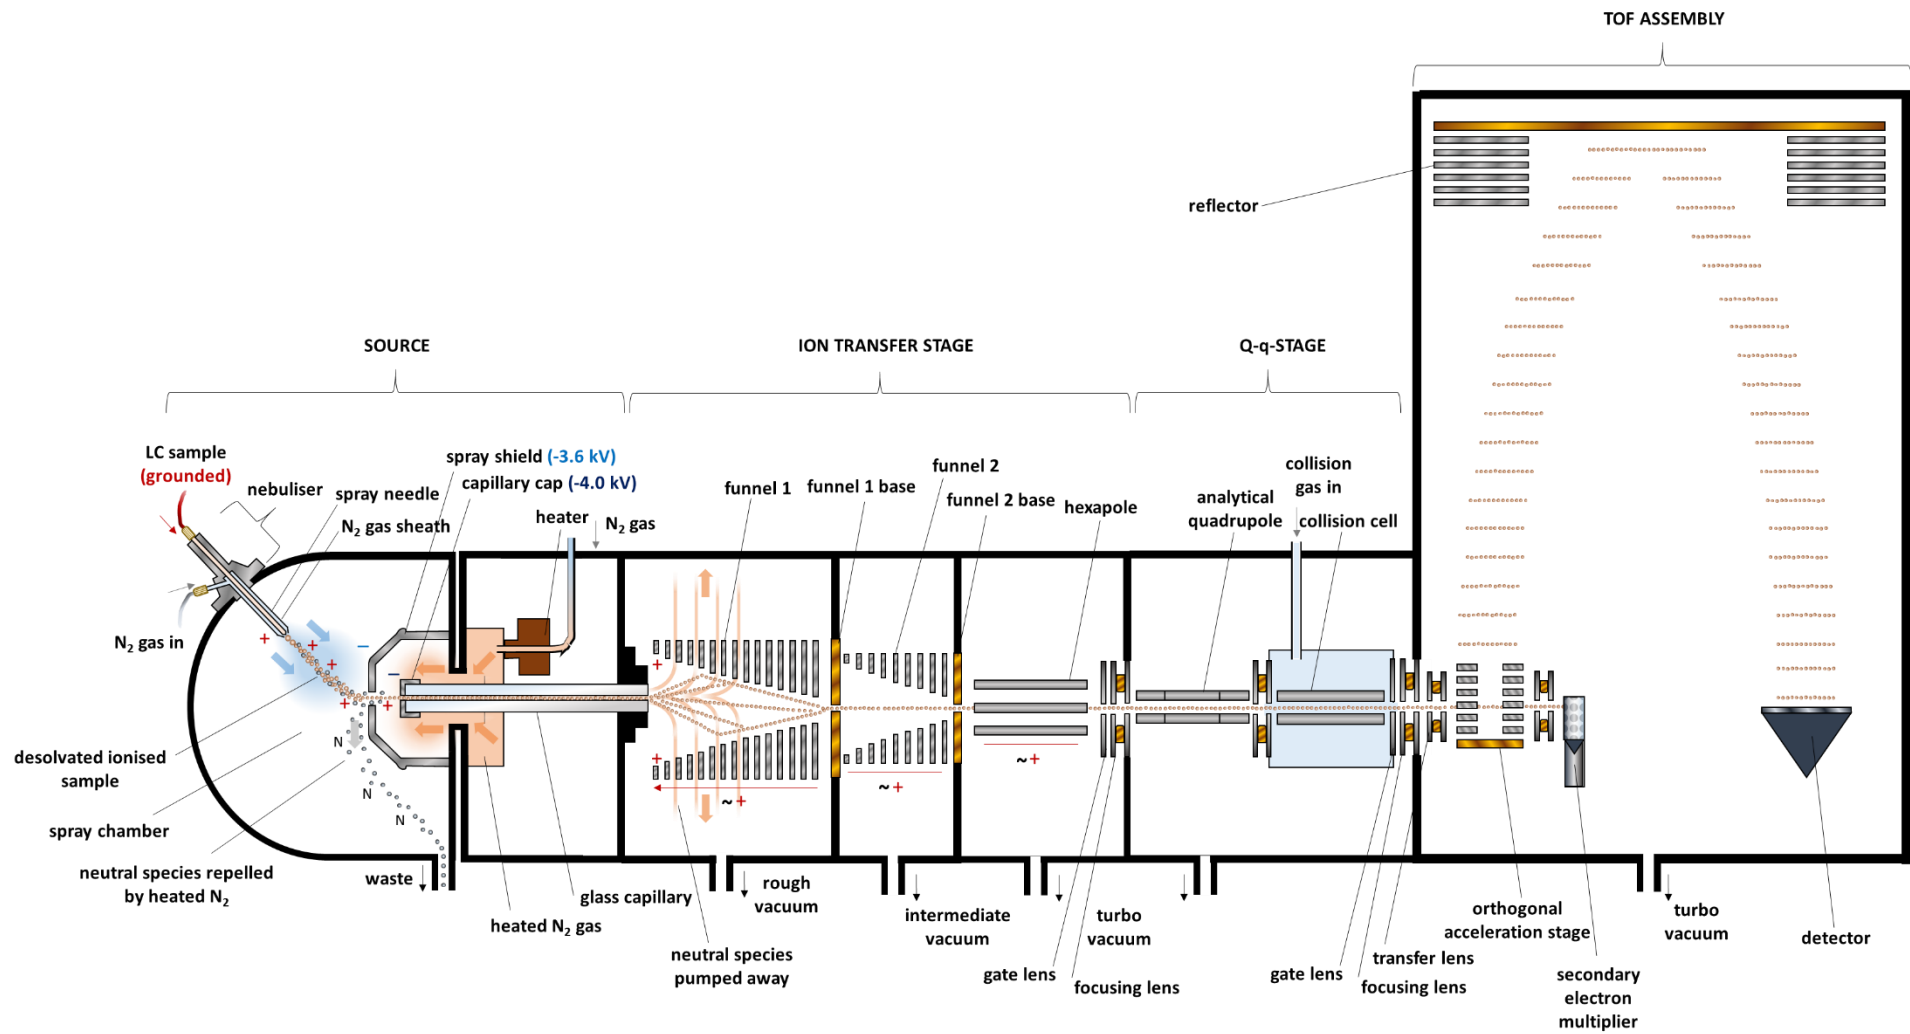 TOF ASSEMBLY
reflector
SOURCE
ION TRANSFER STAGE
Q-q-STAGE
LC sample
(grounded)
nebuliser
spray needle
N₂ gas sheath
spray shield (-3.6 kV)
capillary cap (-4.0 kV)
heater
N₂ gas
funnel 1
funnel 1 base
funnel 2
funnel 2 base
hexapole
analytical
quadrupole
collision
gas in
collision cell
N₂ gas in
+
+
+
+
+
−
−
+
+
~+
~+
~+
N
N
N
desolvated ionised
sample
spray chamber
neutral species repelled
by heated N₂
waste
glass capillary
heated N₂ gas
rough
vacuum
neutral species
pumped away
intermediate
vacuum
turbo
vacuum
gate lens
focusing lens
gate lens
transfer lens
focusing lens
orthogonal
acceleration stage
secondary
electron
multiplier
turbo
vacuum
detector